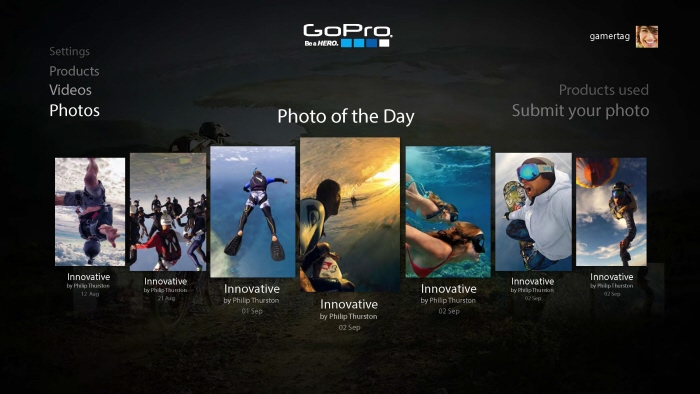 GoPro
Be a HERO.
gamertag
Settings
Products
Videos
Photos
Products used
Submit your photo
Photo of the Day
Innovative
by Philip Thurston
12 Aug
Innovative
by Philip Thurston
21 Aug
Innovative
by Philip Thurston
01 Sep
Innovative
by Philip Thurston
02 Sep
Innovative
by Philip Thurston
02 Sep
Innovative
by Philip Thurston
02 Sep
Innovative
by Philip Thurston
02 Sep